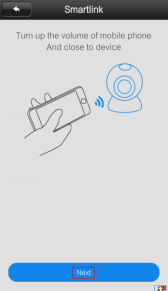 Smartlink
Turn up the volume of mobile phone
And close to device
Next